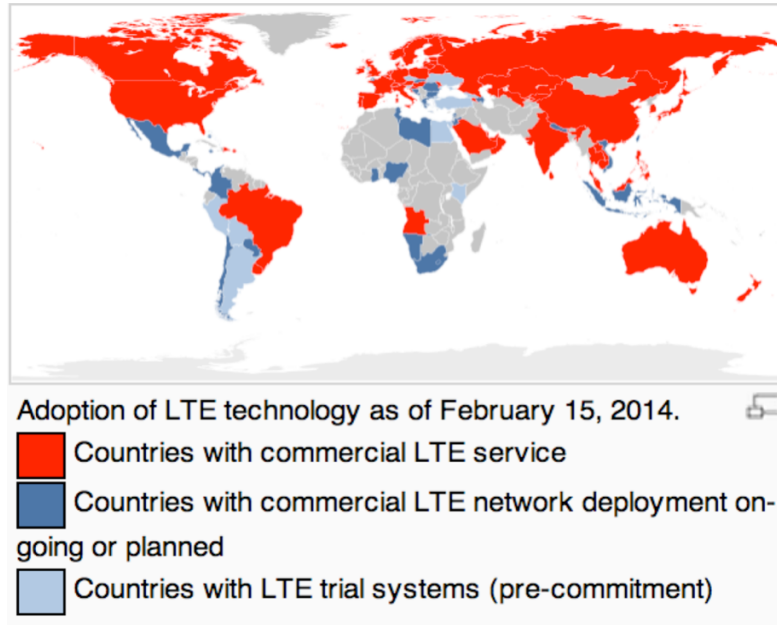 Adoption of LTE technology as of February 15, 2014.
Countries with commercial LTE service
Countries with commercial LTE network deployment on-
going or planned
Countries with LTE trial systems (pre-commitment)